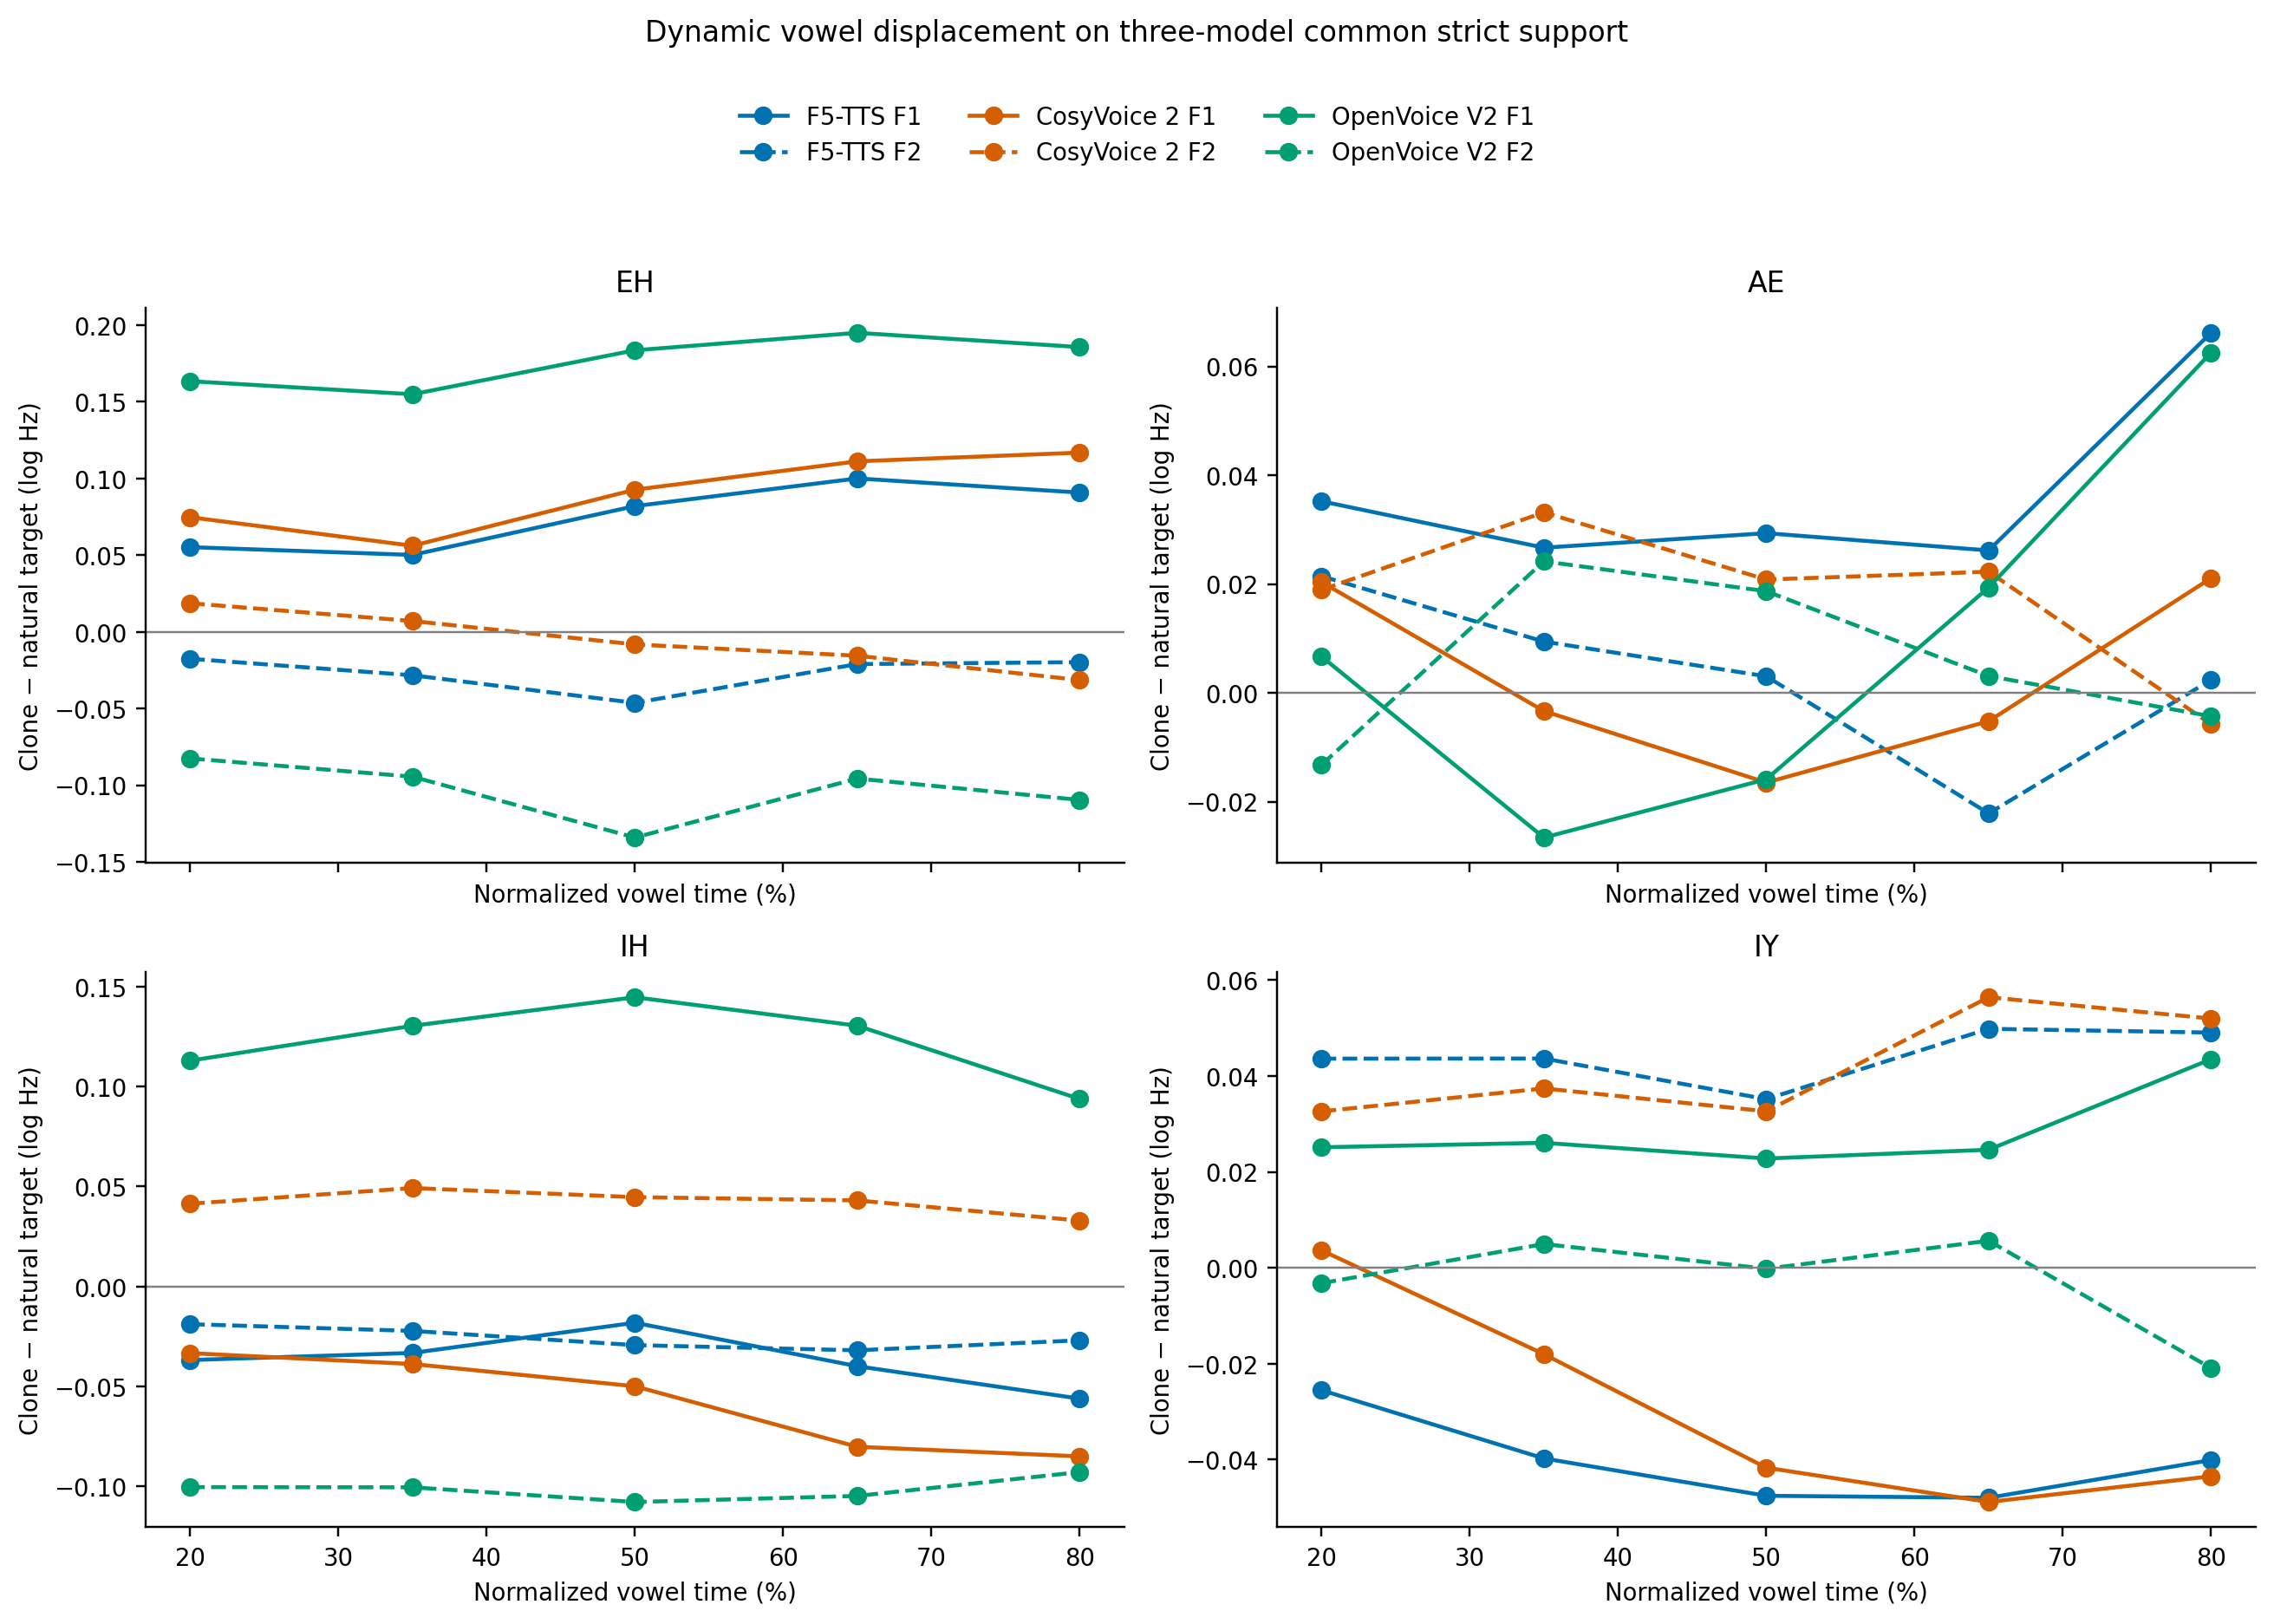 Dynamic vowel displacement on three-model common strict support
F5-TTS F1
CosyVoice 2 F1
OpenVoice V2 F1
F5-TTS F2
CosyVoice 2 F2
OpenVoice V2 F2
EH
Clone − natural target (log Hz)
0.20
0.15
0.10
0.05
0.00
−0.05
−0.10
−0.15
Normalized vowel time (%)
AE
Clone − natural target (log Hz)
0.06
0.04
0.02
0.00
−0.02
Normalized vowel time (%)
IH
Clone − natural target (log Hz)
0.15
0.10
0.05
0.00
−0.05
−0.10
20 30 40 50 60 70 80
Normalized vowel time (%)
IY
Clone − natural target (log Hz)
0.06
0.04
0.02
0.00
−0.02
−0.04
20 30 40 50 60 70 80
Normalized vowel time (%)